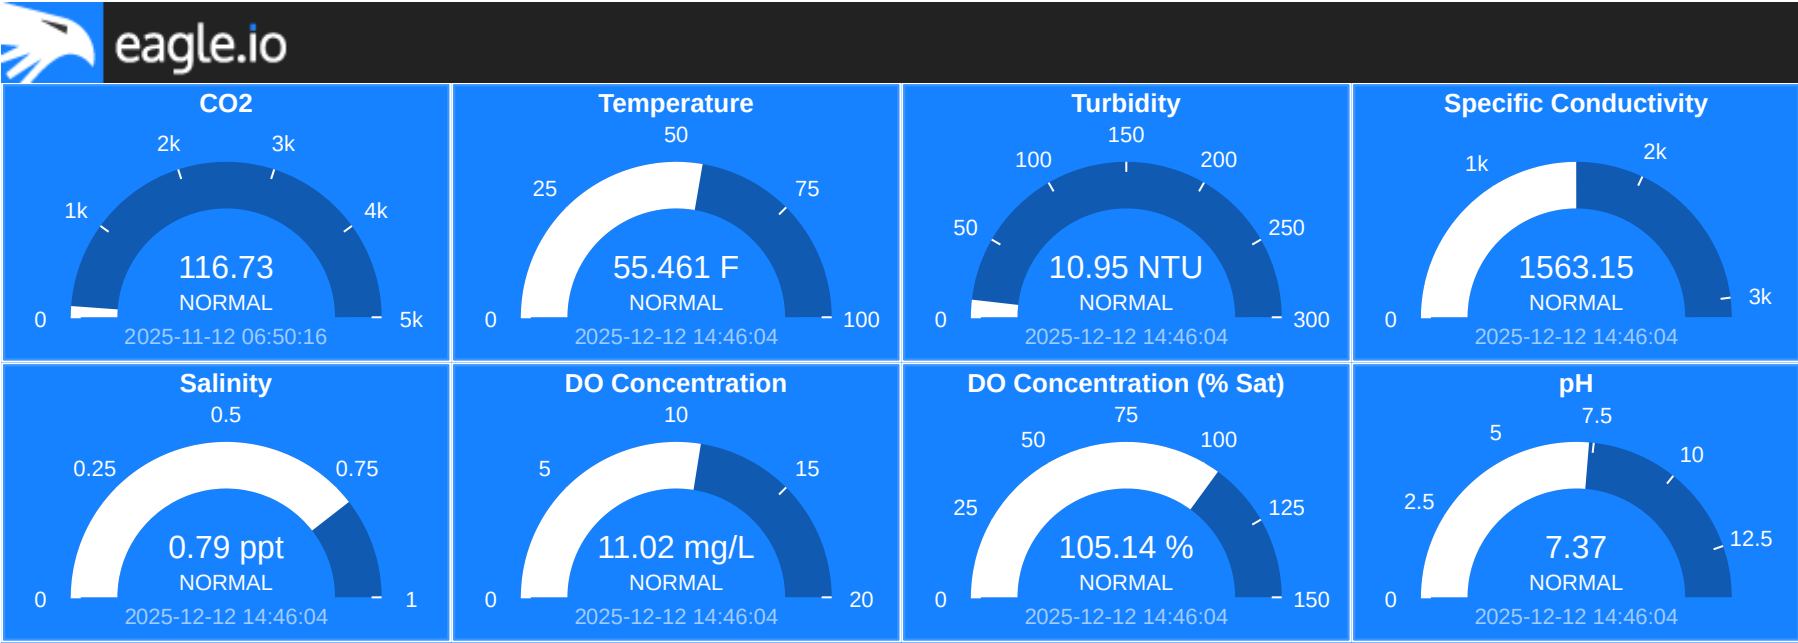 eagle.io
CO2
2k
3k
1k
4k
116.73
NORMAL
0
5k
2025-11-12 06:50:16
Temperature
50
25
75
55.461 F
NORMAL
0
100
2025-12-12 14:46:04
Turbidity
150
100
200
50
250
10.95 NTU
NORMAL
0
300
2025-12-12 14:46:04
Specific Conductivity
2k
1k
1563.15
3k
NORMAL
0
2025-12-12 14:46:04
Salinity
0.5
0.25
0.75
0.79 ppt
NORMAL
0
1
2025-12-12 14:46:04
DO Concentration
10
5
15
11.02 mg/L
NORMAL
0
20
2025-12-12 14:46:04
DO Concentration (% Sat)
75
50
100
25
125
105.14 %
NORMAL
0
150
2025-12-12 14:46:04
pH
7.5
5
10
2.5
12.5
7.37
NORMAL
0
2025-12-12 14:46:04